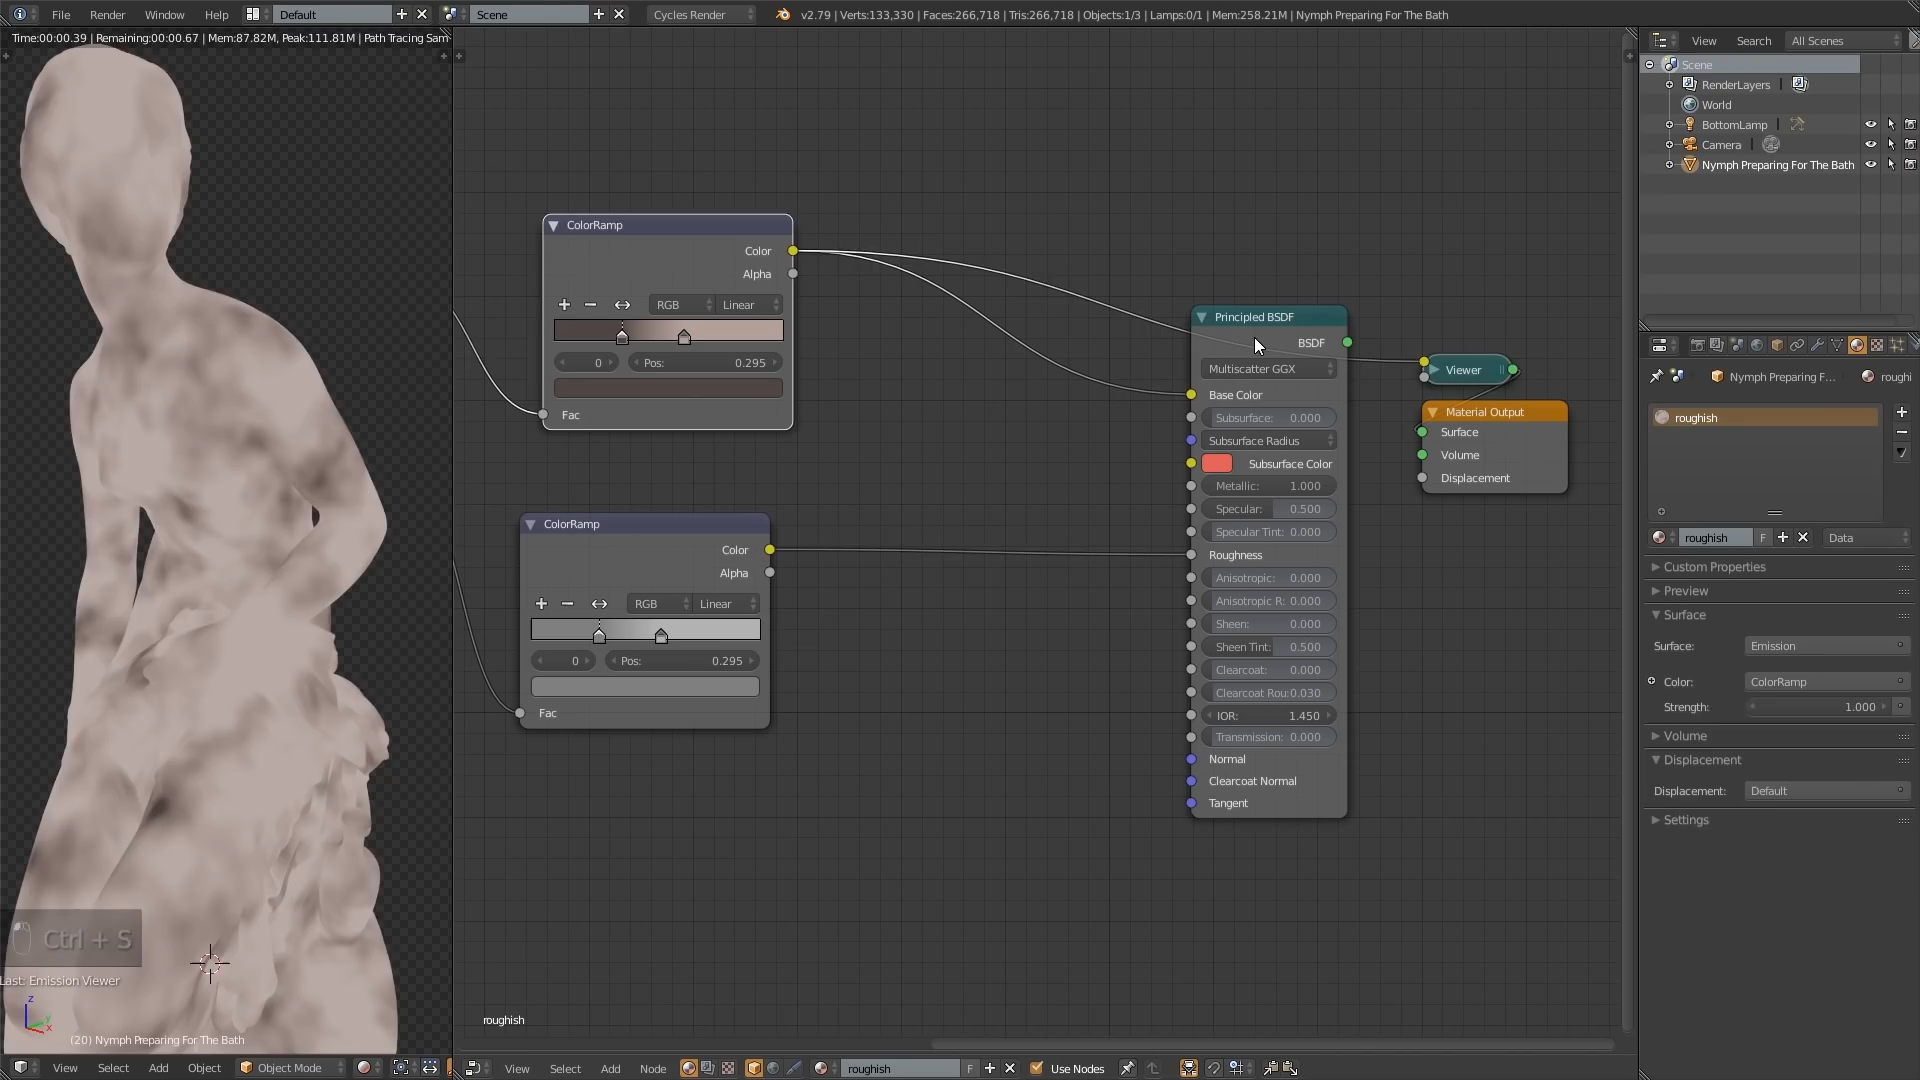 File Render Window Help Default Scene Cycles Render v2.79 | Verts:133,330 | Faces:266,718 | Tris:266,718 | Objects:1/3 | Lamps:0/1 | Mem:258.21M | Nymph Preparing For The Bath
Time:00:00.39 | Remaining:00:00.67 | Mem:87.82M, Peak:111.81M | Path Tracing Sam
View Search All Scenes
Scene
RenderLayers |
World
BottomLamp |
Camera |
Nymph Preparing For The Bath
ColorRamp
Color
Alpha
RGB Linear
0 Pos: 0.295
Fac
ColorRamp
Color
Alpha
RGB Linear
0 Pos: 0.295
Fac
Principled BSDF
BSDF
Multiscatter GGX
Base Color
Subsurface: 0.000
Subsurface Radius
Subsurface Color
Metallic: 1.000
Specular: 0.500
Specular Tint: 0.000
Roughness
Anisotropic: 0.000
Anisotropic R: 0.000
Sheen: 0.000
Sheen Tint: 0.500
Clearcoat: 0.000
Clearcoat Rou:0.030
IOR: 1.450
Transmission: 0.000
Normal
Clearcoat Normal
Tangent
Viewer
Material Output
Surface
Volume
Displacement
Nymph Preparing F... roughi
roughish
roughish F Data
Custom Properties
Preview
Surface
Surface: Emission
Color: ColorRamp
Strength: 1.000
Volume
Displacement
Displacement: Default
Settings
Ctrl + S
Last: Emission Viewer
z
y
x
(20) Nymph Preparing For The Bath
roughish
View Select Add Object Object Mode
View Select Add Node roughish F Use Nodes